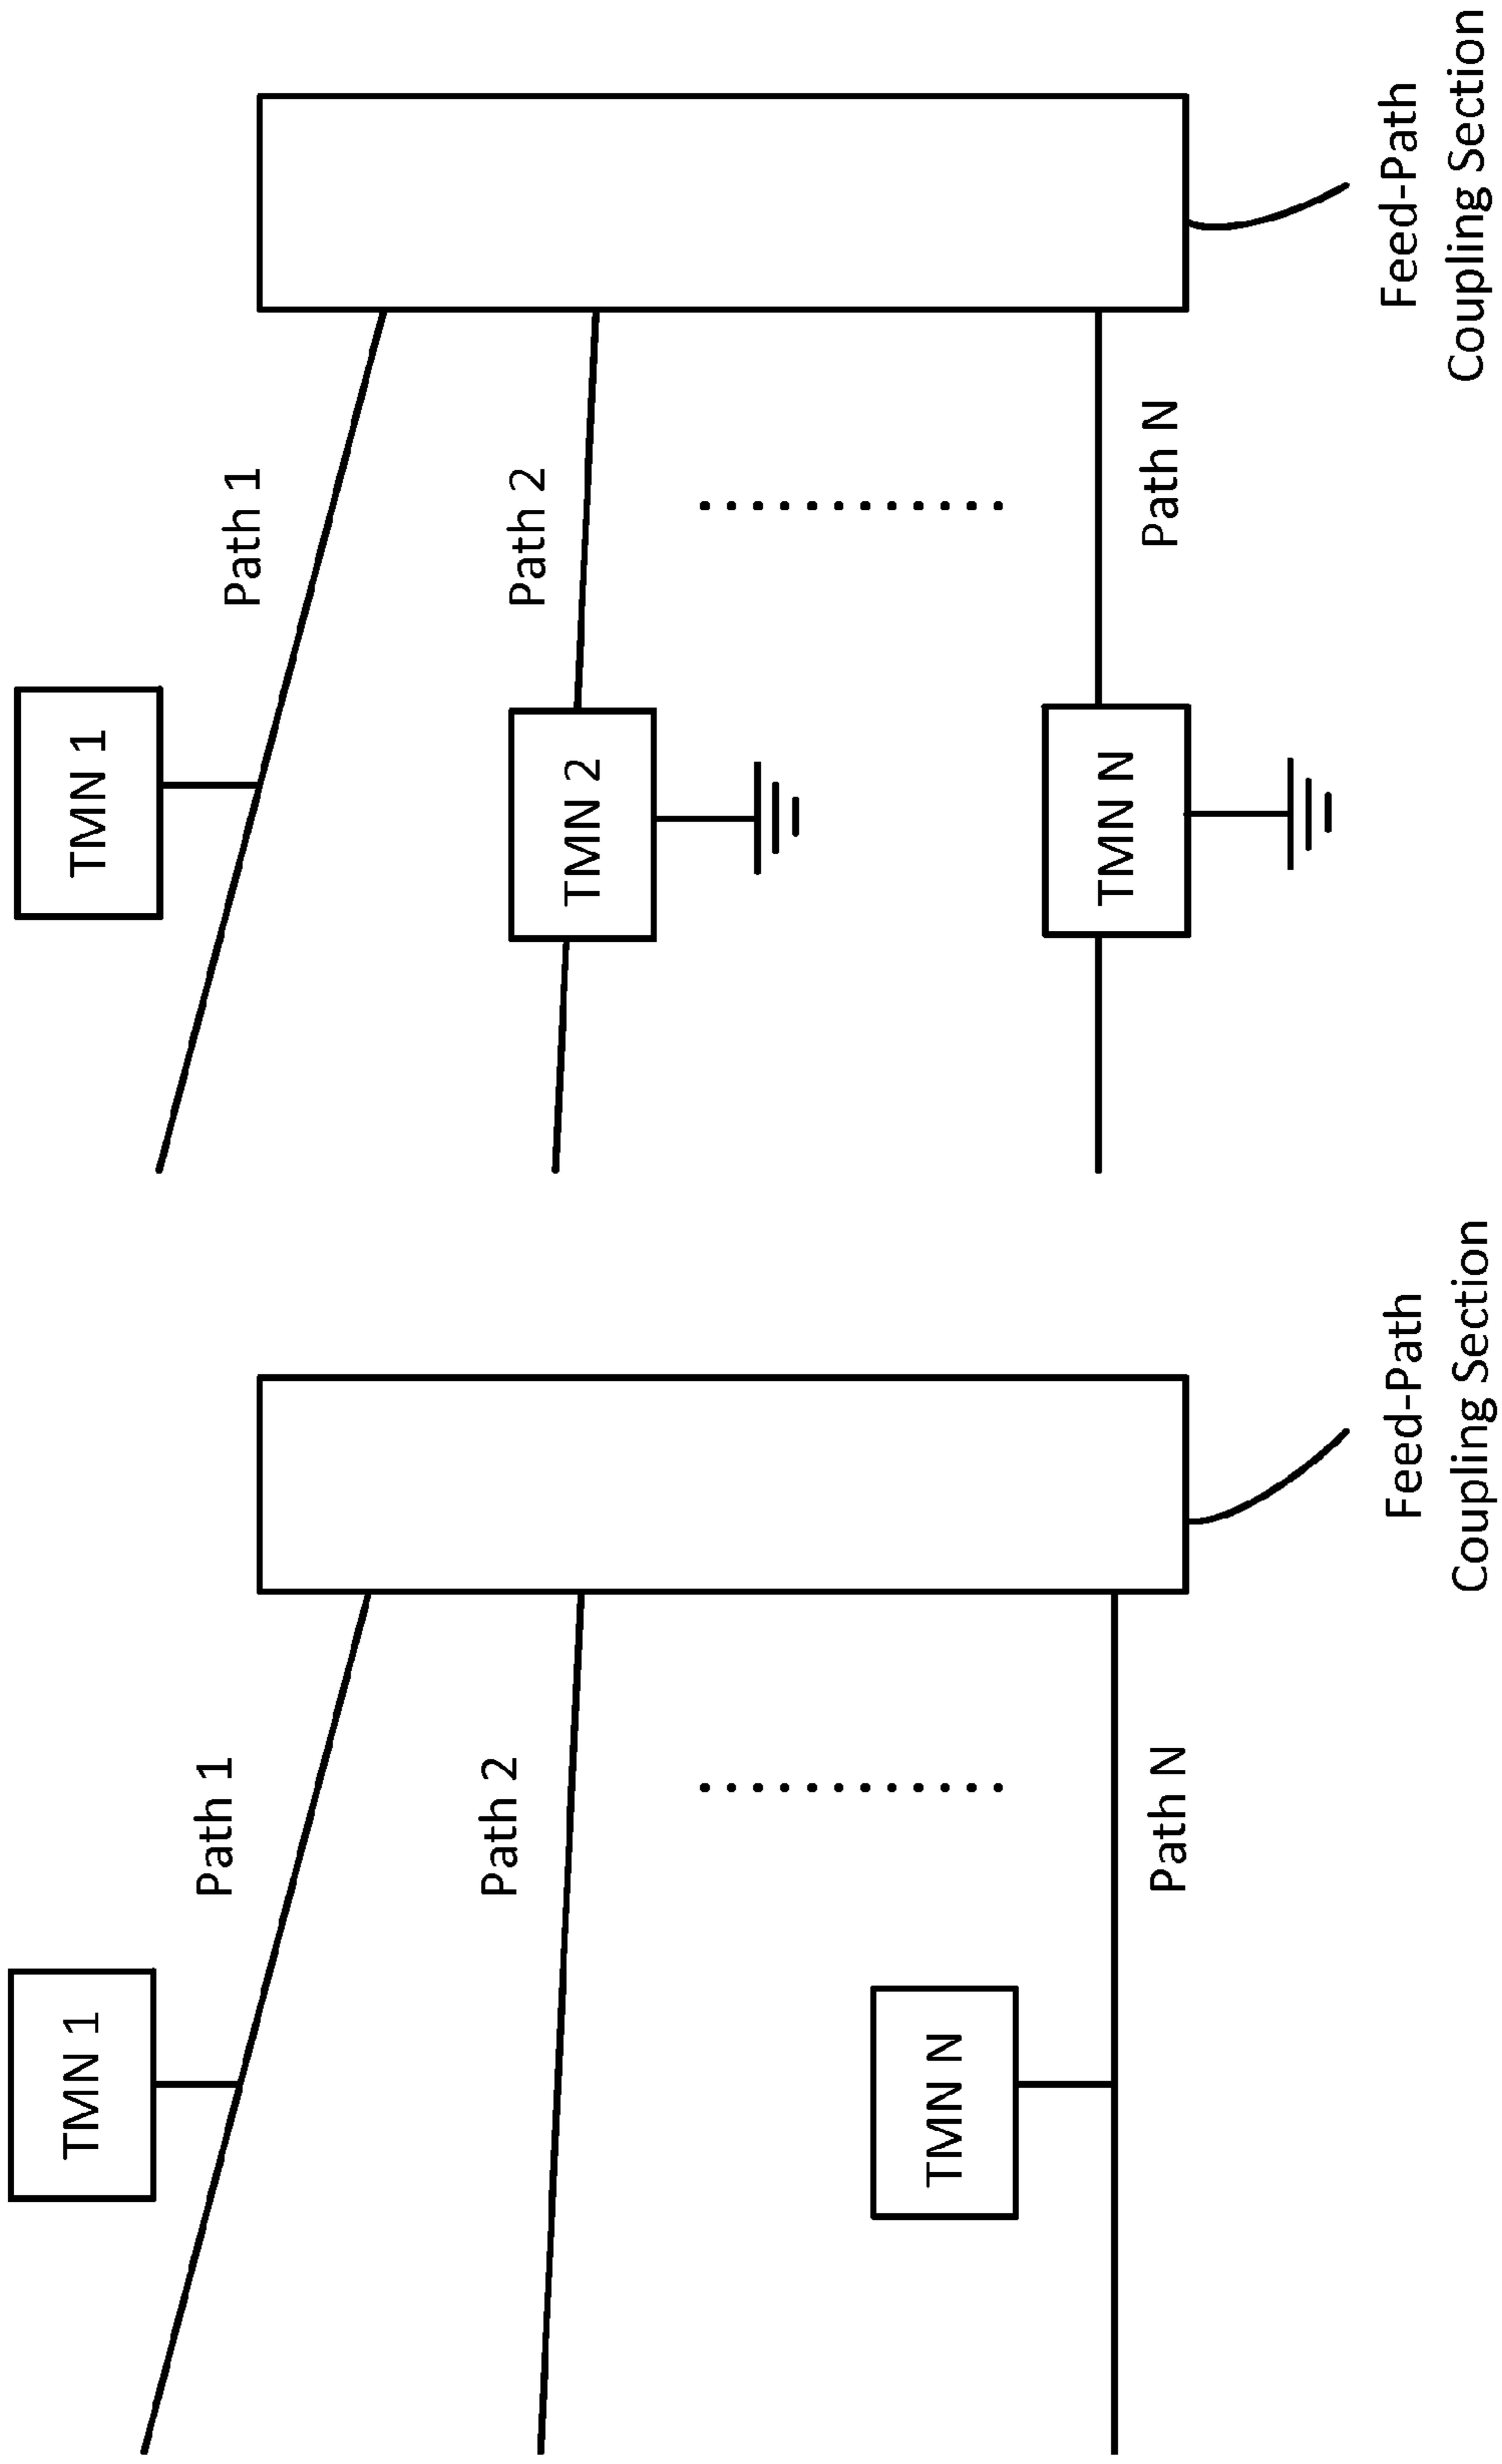 TMN 1
Path 1
Path 2
TMN N
Path N
Feed-Path
Coupling Section
TMN 1
Path 1
Path 2
TMN 2
TMN N
Path N
Feed-Path
Coupling Section